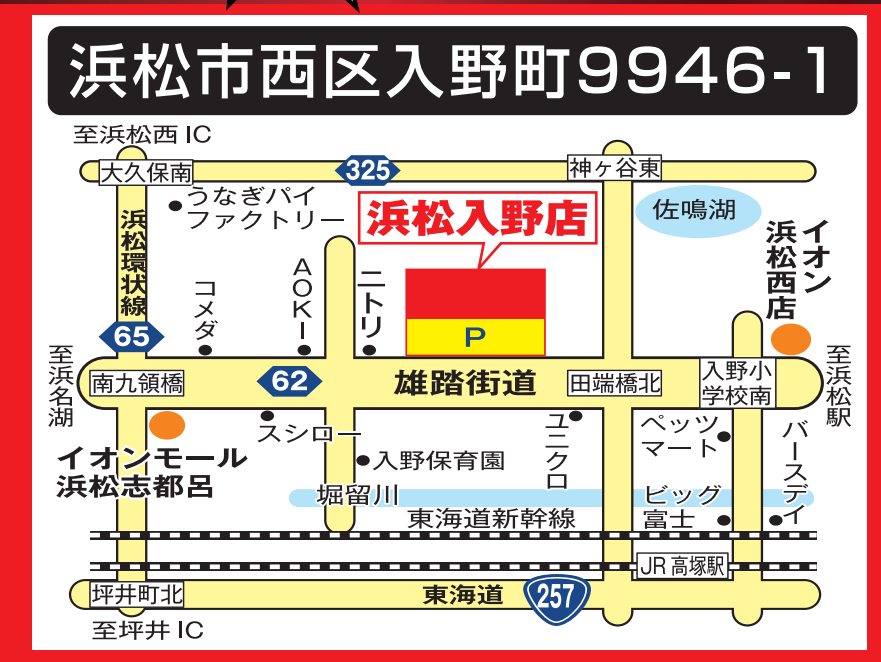 浜松市西区入野町9946-1
至浜松西 IC
大久保南
325
神ヶ谷東
うなぎパイ
ファクトリー
浜松入野店
佐鳴湖
浜松環状線
イオン
浜松西店
コメダ
AOKI
ニトリ
P
65
至浜名湖
南九領橋
62
雄踏街道
田端橋北
入野小
学校南
至浜松駅
スシロー
ユニクロ
ペッツ
マート
バースデイ
イオンモール
浜松志都呂
入野保育園
堀留川
ビッグ
富士
東海道新幹線
JR 高塚駅
坪井町北
東海道
257
至坪井 IC